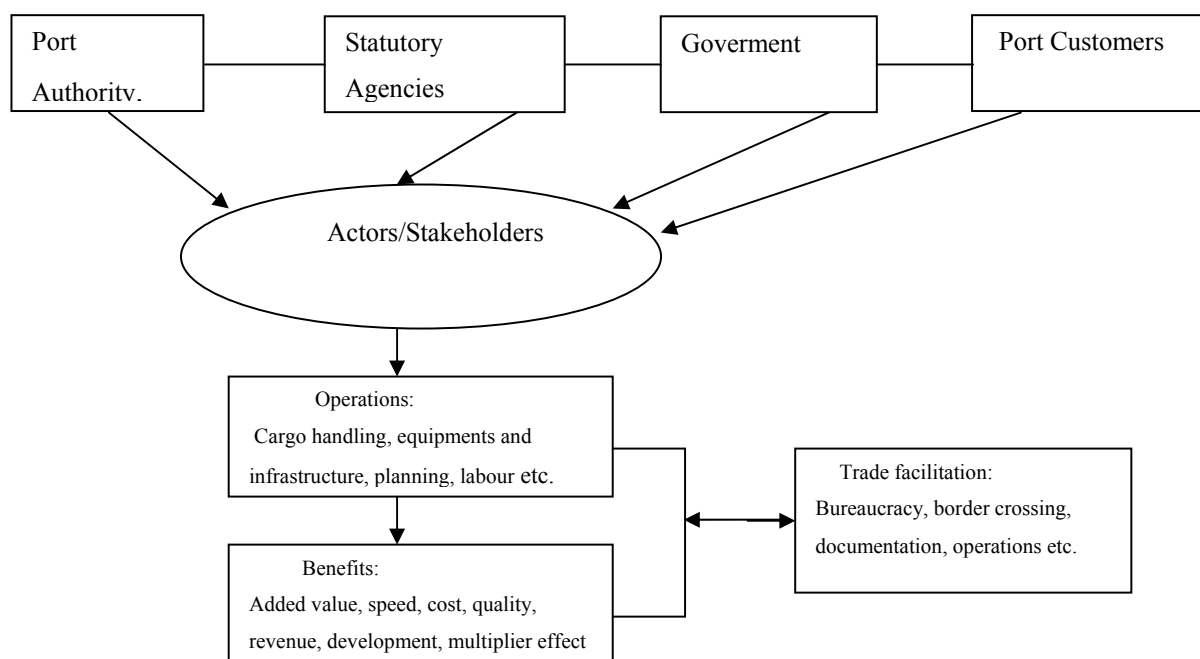 Port
Authority.
Statutory
Agencies
Goverment
Port Customers
Actors/Stakeholders
Operations:
Cargo handling, equipments and
infrastructure, planning, labour etc.
Trade facilitation:
Bureaucracy, border crossing,
documentation, operations etc.
Benefits:
Added value, speed, cost, quality,
revenue, development, multiplier effect